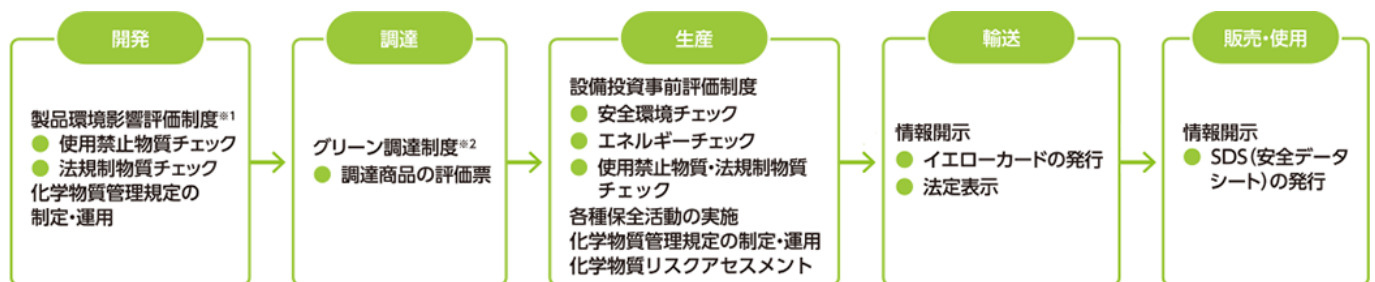 開発
製品環境影響評価制度※1
● 使用禁止物質チェック
● 法規制物質チェック
化学物質管理規定の
制定・運用
調達
グリーン調達制度※2
● 調達商品の評価票
生産
設備投資事前評価制度
● 安全環境チェック
● エネルギーチェック
● 使用禁止物質・法規制物質
チェック
各種保全活動の実施
化学物質管理規定の制定・運用
化学物質リスクアセスメント
輸送
情報開示
● イエローカードの発行
● 法定表示
販売・使用
情報開示
● SDS(安全データ
シート)の発行